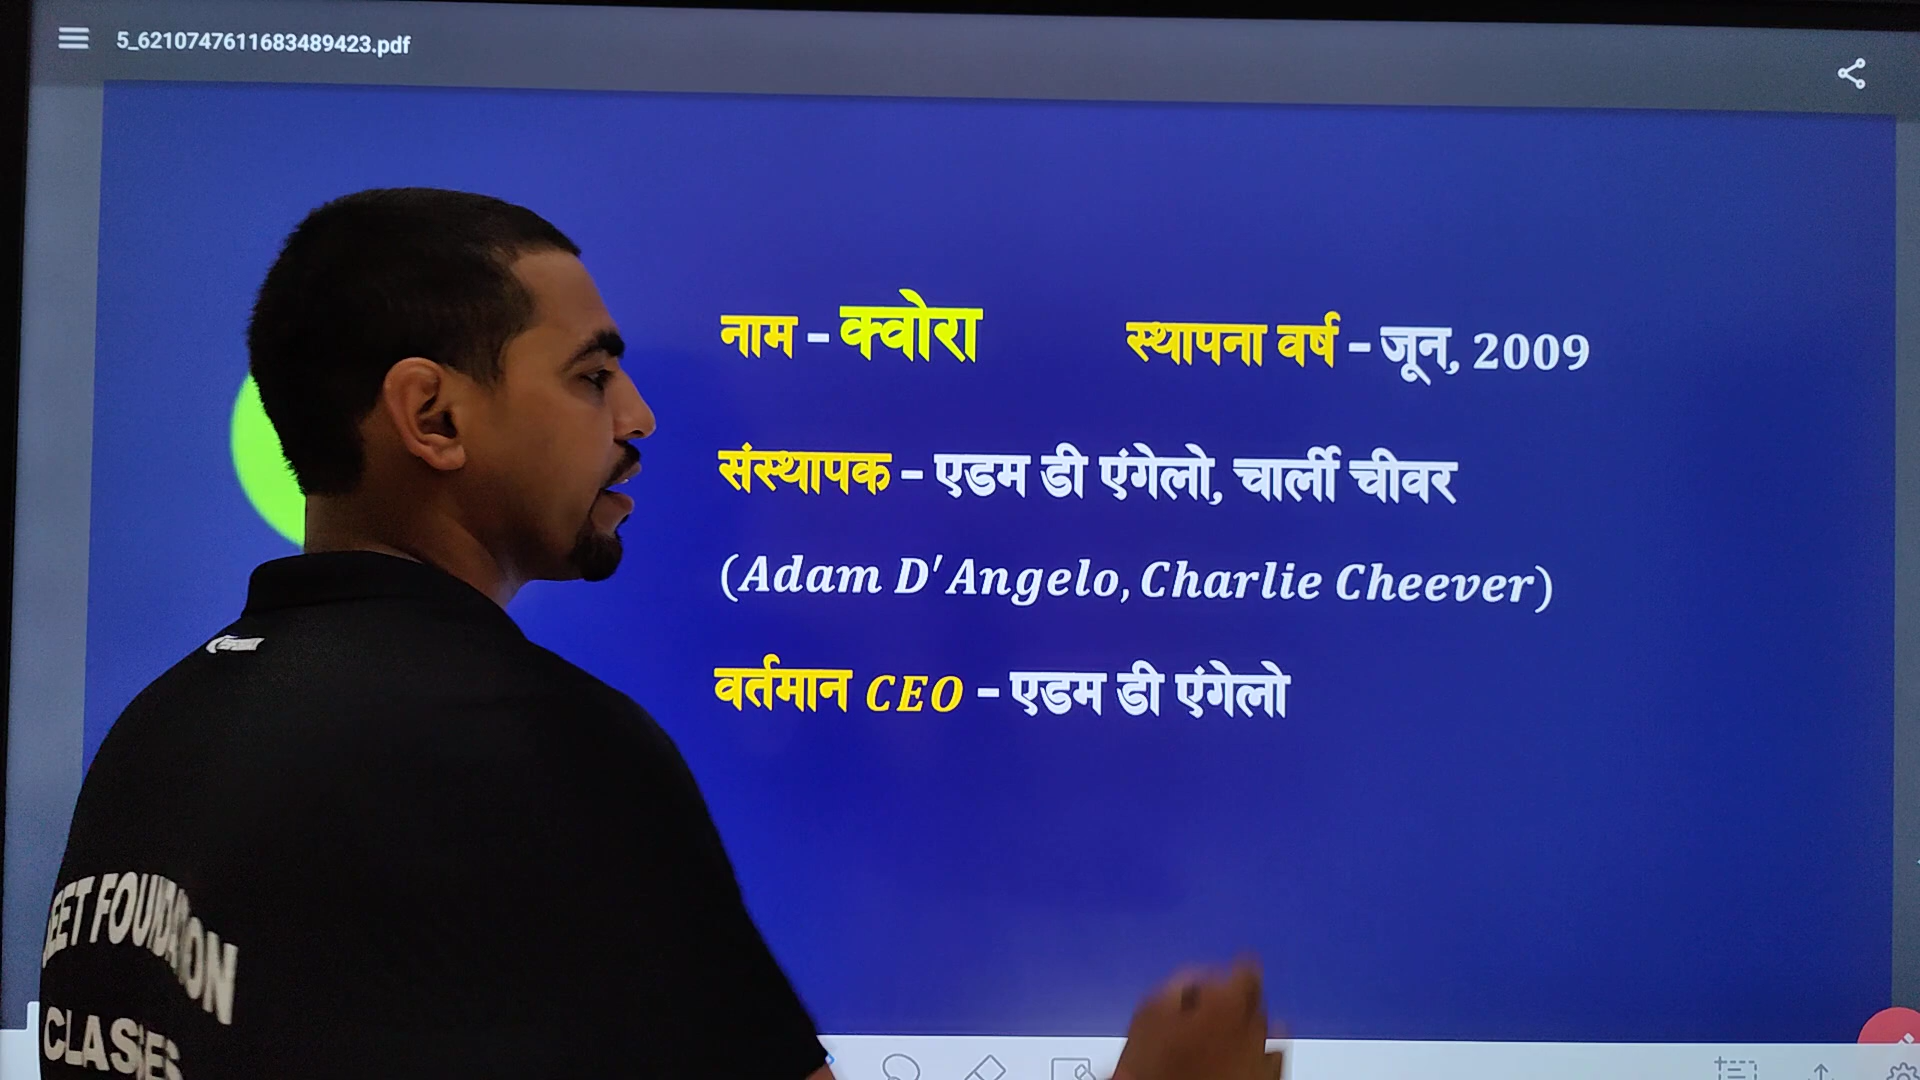 5_6210747611683489423.pdf
नाम – क्वोरा स्थापना वर्ष – जून, 2009
संस्थापक – एडम डी एंगेलो, चार्ली चीवर
(Adam D'Angelo, Charlie Cheever)
वर्तमान CEO – एडम डी एंगेलो
FOUNDATION
CLASSES